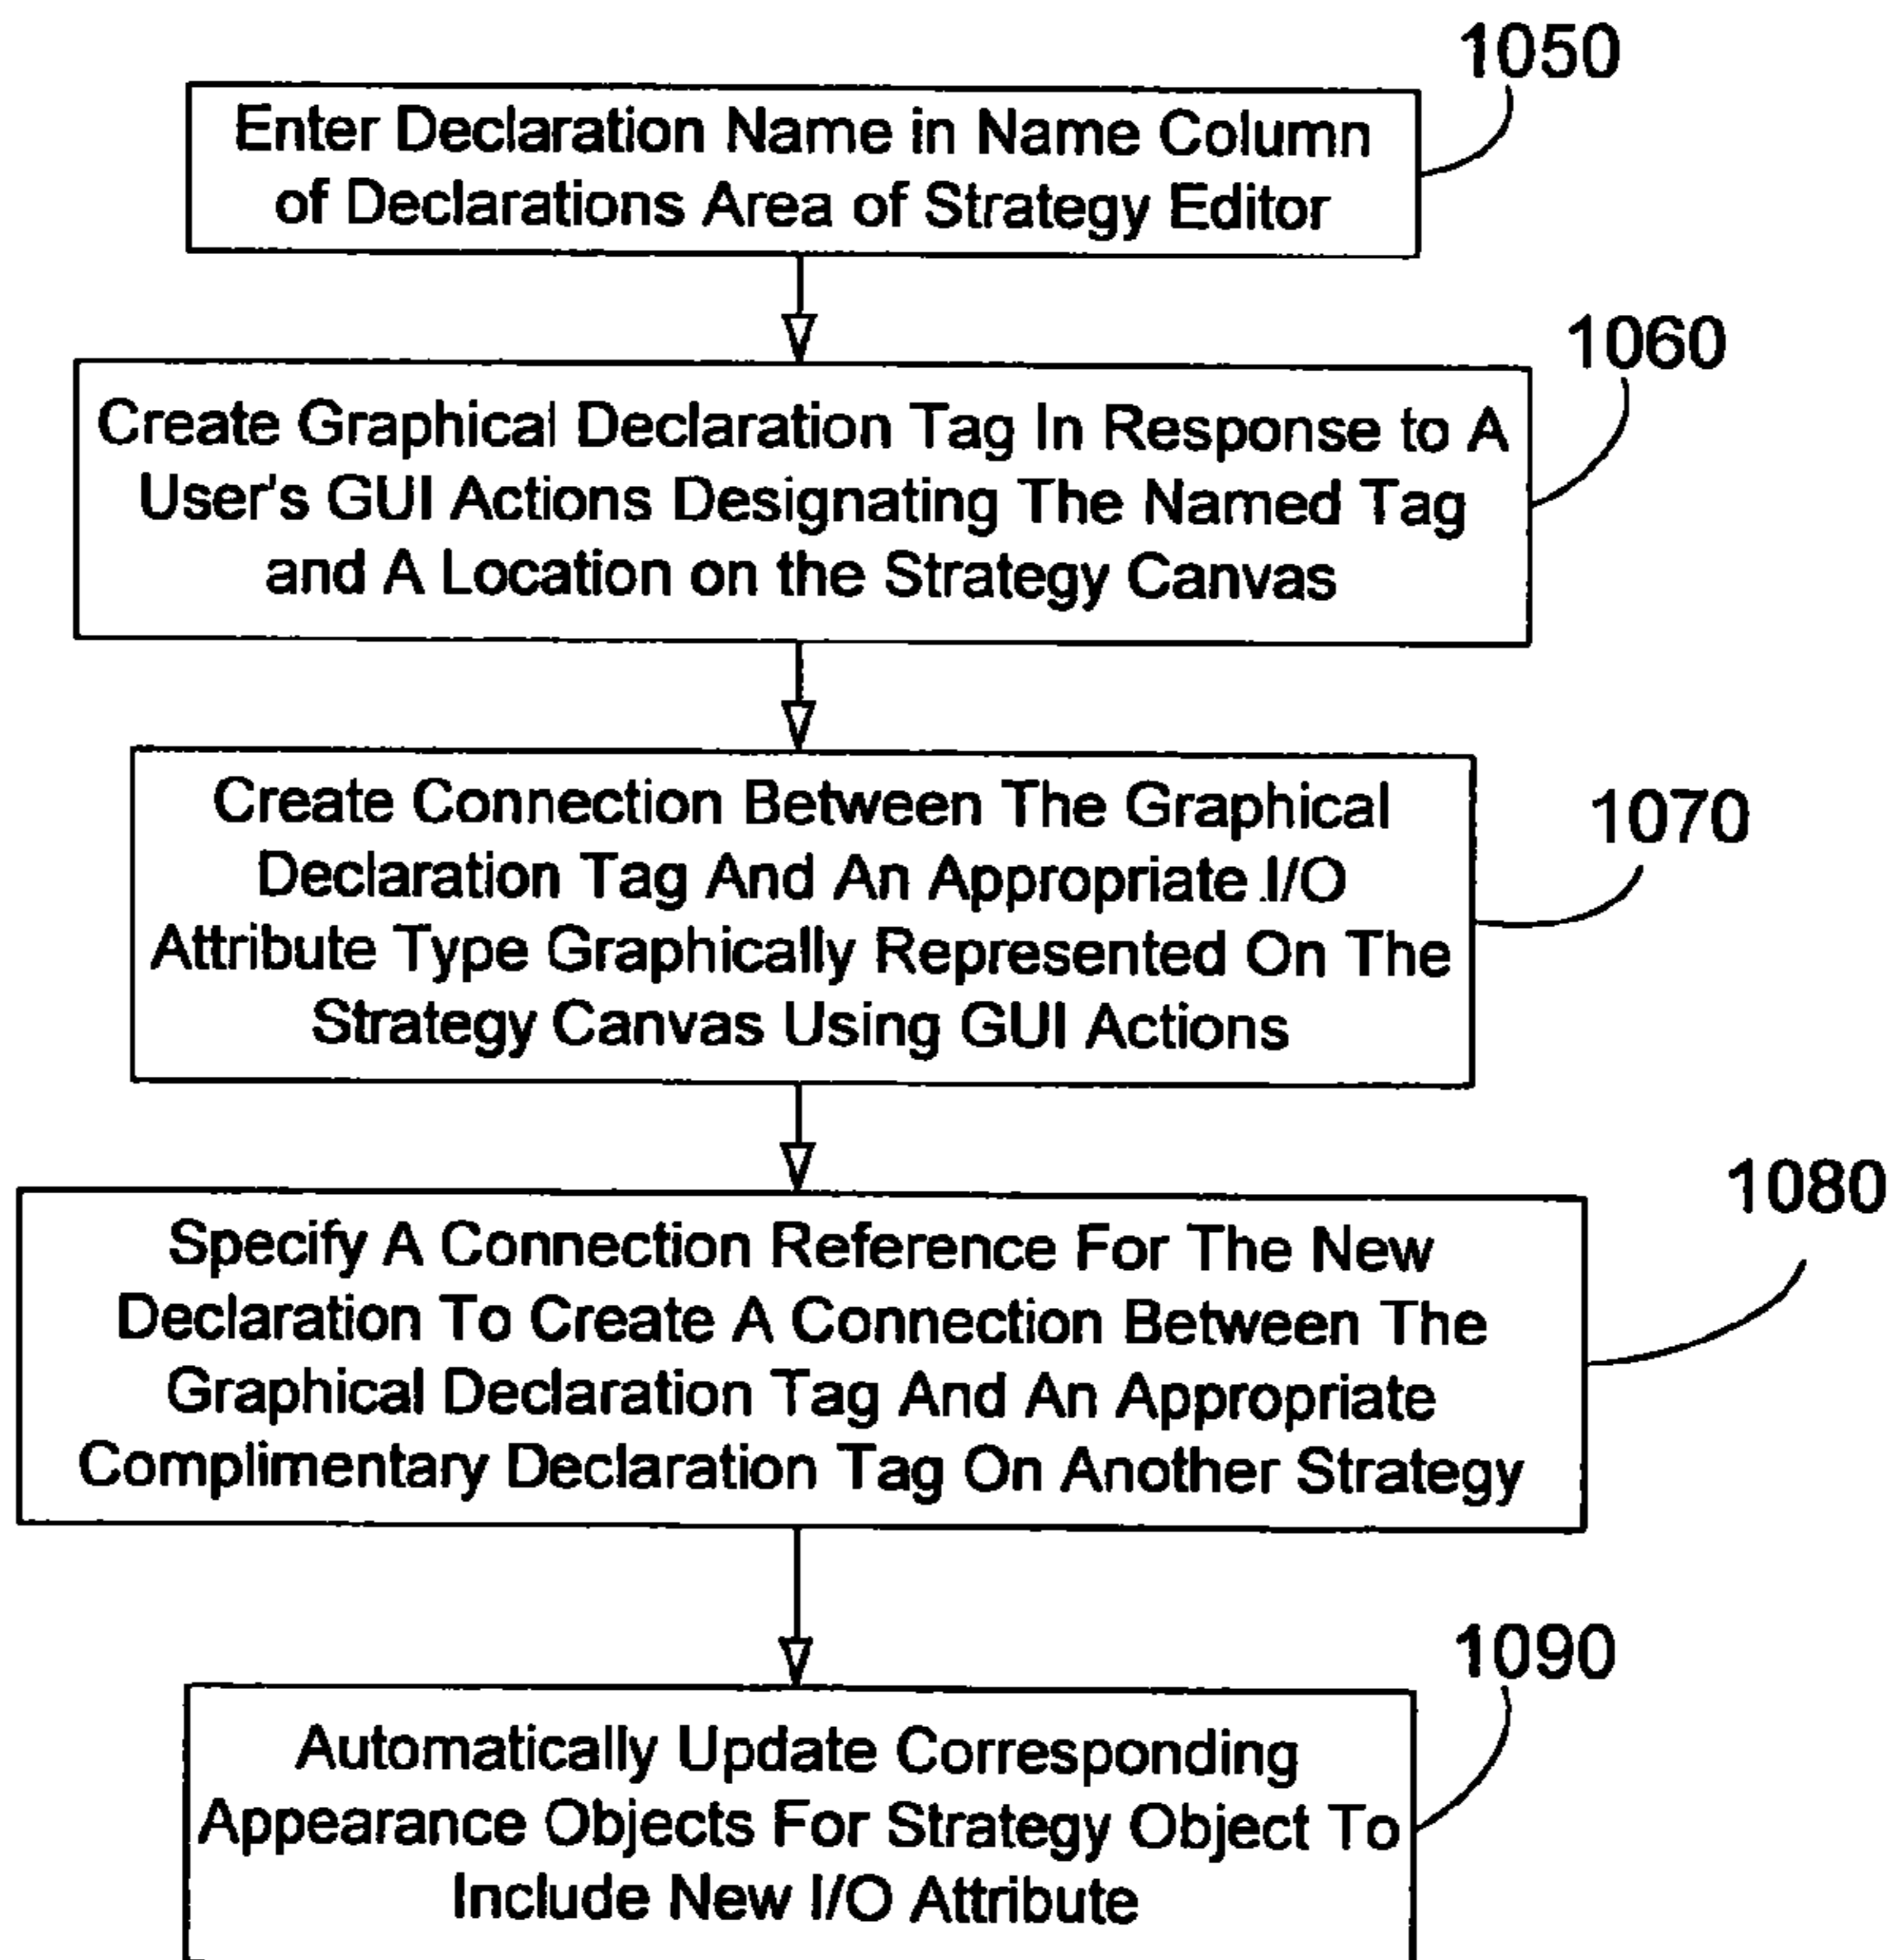 1050
Enter Declaration Name in Name Column
of Declarations Area of Strategy Editor
1060
Create Graphical Declaration Tag In Response to A
User's GUI Actions Designating The Named Tag
and A Location on the Strategy Canvas
1070
Create Connection Between The Graphical
Declaration Tag And An Appropriate I/O
Attribute Type Graphically Represented On The
Strategy Canvas Using GUI Actions
1080
Specify A Connection Reference For The New
Declaration To Create A Connection Between The
Graphical Declaration Tag And An Appropriate
Complimentary Declaration Tag On Another Strategy
1090
Automatically Update Corresponding
Appearance Objects For Strategy Object To
Include New I/O Attribute